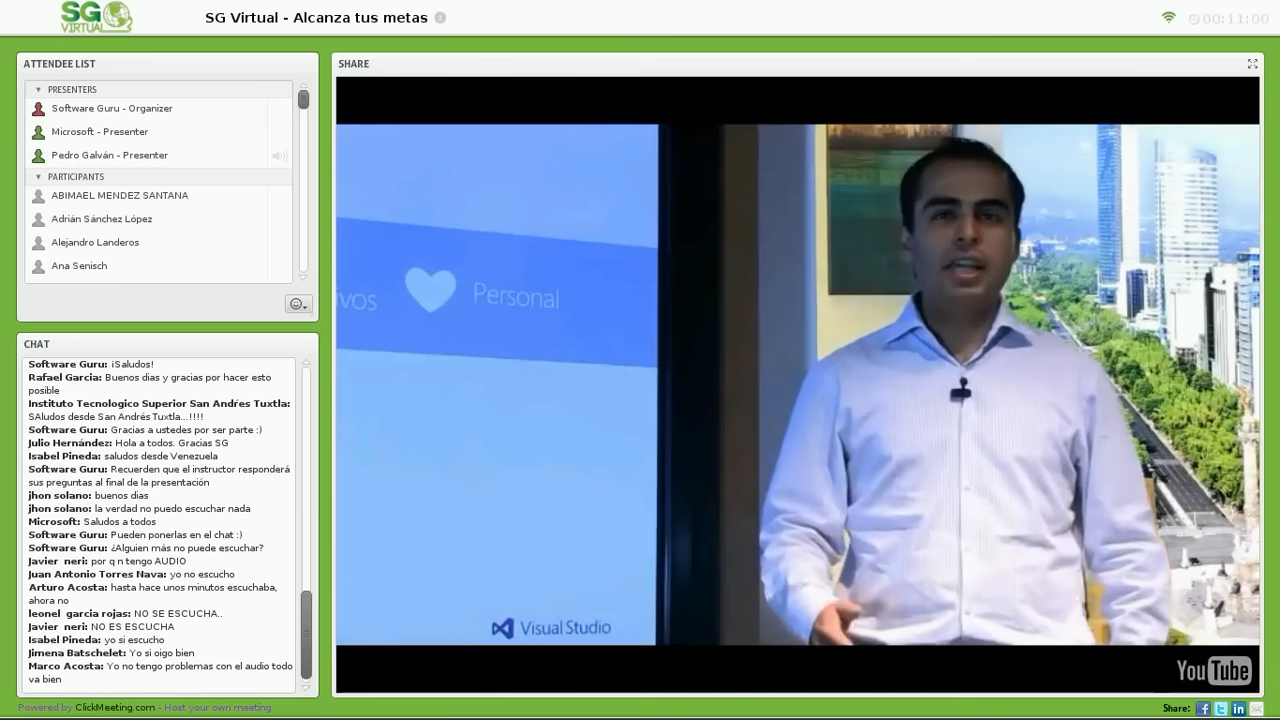 SG
VIRTUAL
SG Virtual - Alcanza tus metas
00:11:00
ATTENDEE LIST
PRESENTERS
Software Guru - Organizer
Microsoft - Presenter
Pedro Galván - Presenter
PARTICIPANTS
ABIMAEL MENDEZ SANTANA
Adrián Sánchez López
Alejandro Landeros
Ana Senisch
CHAT
Software Guru: ¡Saludos!
Rafael Garcia: Buenos dias y gracias por hacer esto
posible
Instituto Tecnologico Superior San Andŕes Tuxtla:
SAludos desde San Andrés Tuxtla...!!!!
Software Guru: Gracias a ustedes por ser parte :)
Julio Hernández: Hola a todos. Gracias SG
Isabel Pineda: saludos desde Venezuela
Software Guru: Recuerden que el instructor responderá
sus preguntas al final de la presentación
jhon solano: buenos dias
jhon solano: la verdad no puedo escuchar nada
Microsoft: Saludos a todos
Software Guru: Pueden ponerlas en el chat :)
Software Guru: ¿Alguien más no puede escuchar?
Javier neri: por q n tengo AUDIO
Juan Antonio Torres Nava: yo no escucho
Arturo Acosta: hasta hace unos minutos escuchaba,
ahora no
leonel garcia rojas: NO SE ESCUCHA..
Javier neri: NO ES ESCUCHA
Isabel Pineda: yo si escucho
Jimena Batschelet: Yo si oigo bien
Marco Acosta: Yo no tengo problemas con el audio todo
va bien
SHARE
ivos Personal
Visual Studio
YouTube
Powered by ClickMeeting.com - Host your own meeting
Share: